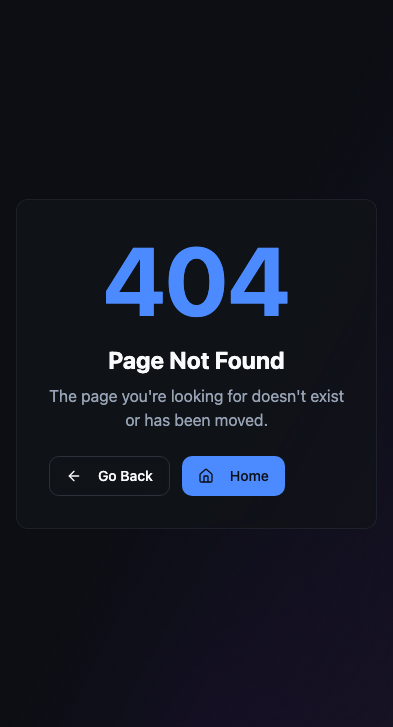 404
Page Not Found
The page you're looking for doesn't exist
or has been moved.
Go Back
Home